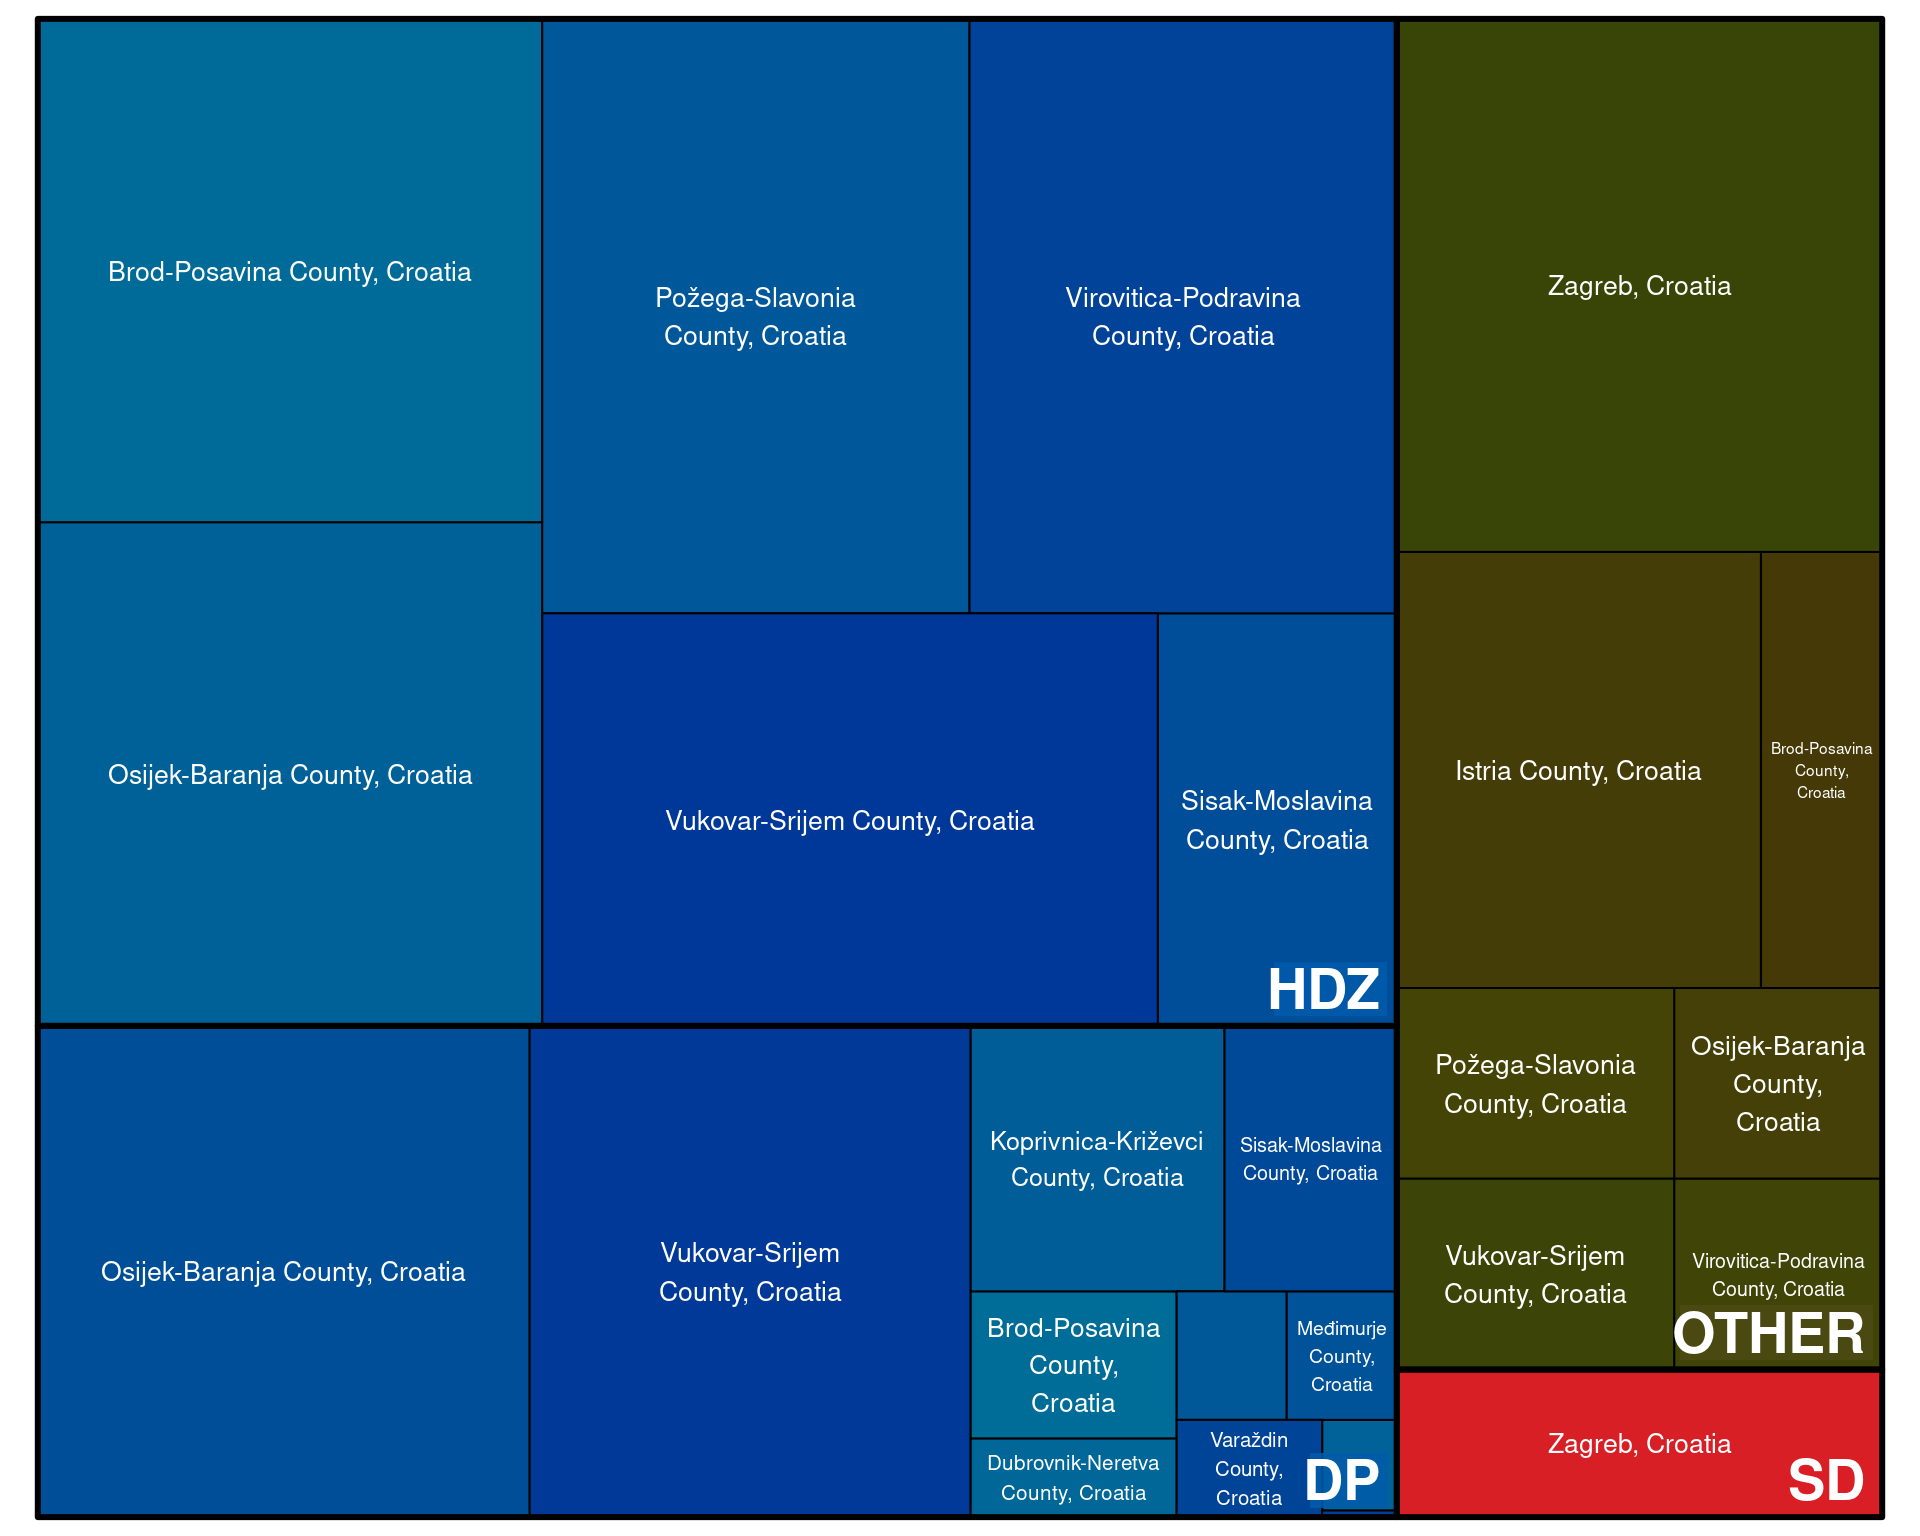 Brod-Posavina County, Croatia
Osijek-Baranja County, Croatia
Požega-Slavonia
County, Croatia
Virovitica-Podravina
County, Croatia
Vukovar-Srijem County, Croatia
Sisak-Moslavina
County, Croatia
HDZ
Osijek-Baranja County, Croatia
Vukovar-Srijem
County, Croatia
Koprivnica-Križevci
County, Croatia
Sisak-Moslavina
County, Croatia
Brod-Posavina
County,
Croatia
Dubrovnik-Neretva
County, Croatia
Međimurje
County,
Croatia
Varaždin
County,
Croatia
DP
Zagreb, Croatia
Istria County, Croatia
Brod-Posavina
County,
Croatia
Požega-Slavonia
County, Croatia
Osijek-Baranja
County,
Croatia
Vukovar-Srijem
County, Croatia
Virovitica-Podravina
County, Croatia
OTHER
Zagreb, Croatia
SD